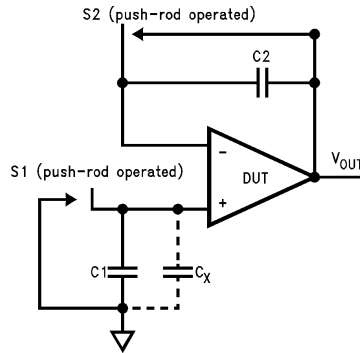 S2 (push-rod operated)
C2
S1 (push-rod operated)
-
DUT
VOUT
+
C1
CX